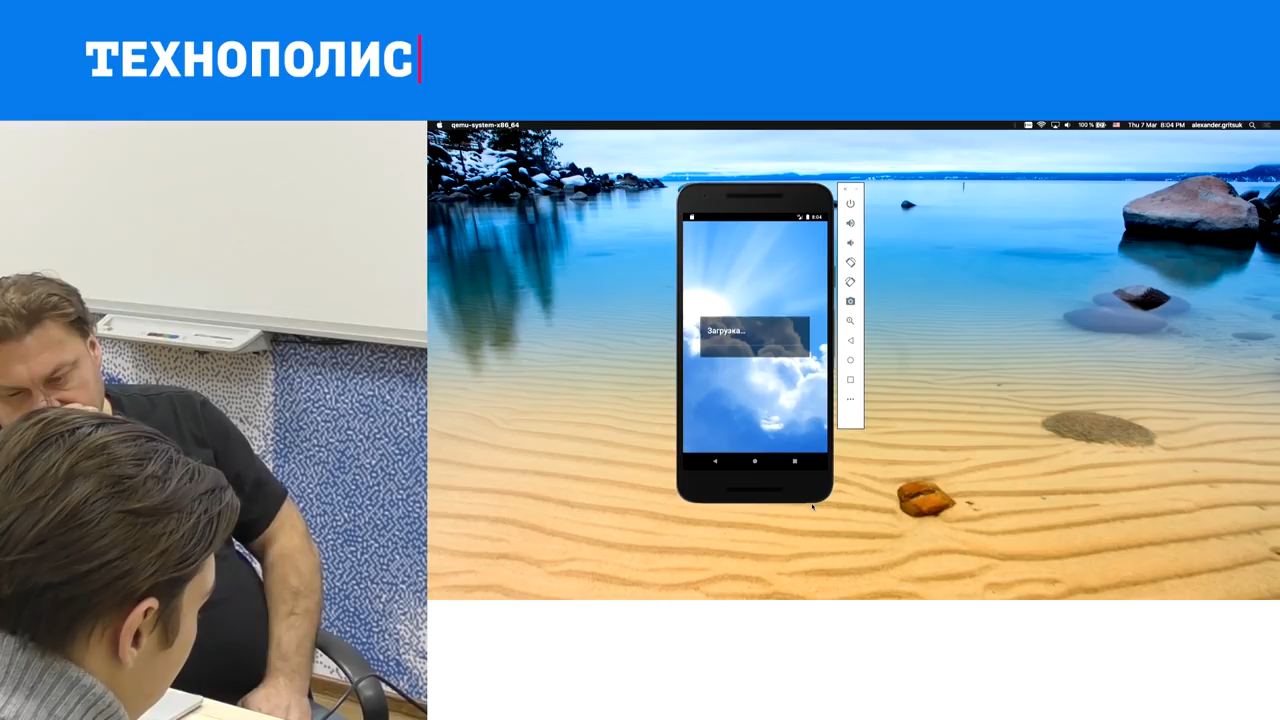 ТЕХНОПОЛИС
qemu-system-x86_64
100 %
Thu 7 Mar 8:04 PM
alexander.gritsuk
8:04
Загрузка...